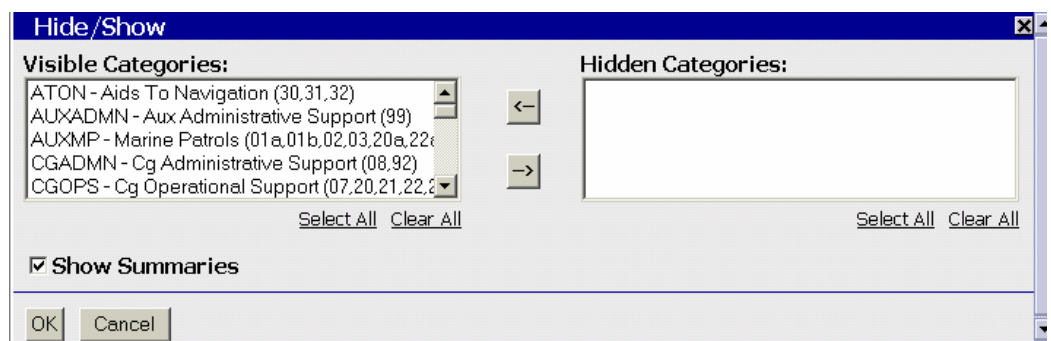 Hide/Show
Visible Categories:
ATON - Aids To Navigation (30,31,32)
AUXADMN - Aux Administrative Support (99)
AUXMP - Marine Patrols (01a,01b,02,03,20a,22a
CGADMN - Cg Administrative Support (08,92)
CGOPS - Cg Operational Support (07,20,21,22,2
Select All Clear All
<--
-->
Hidden Categories:
Select All Clear All
Show Summaries
OK Cancel